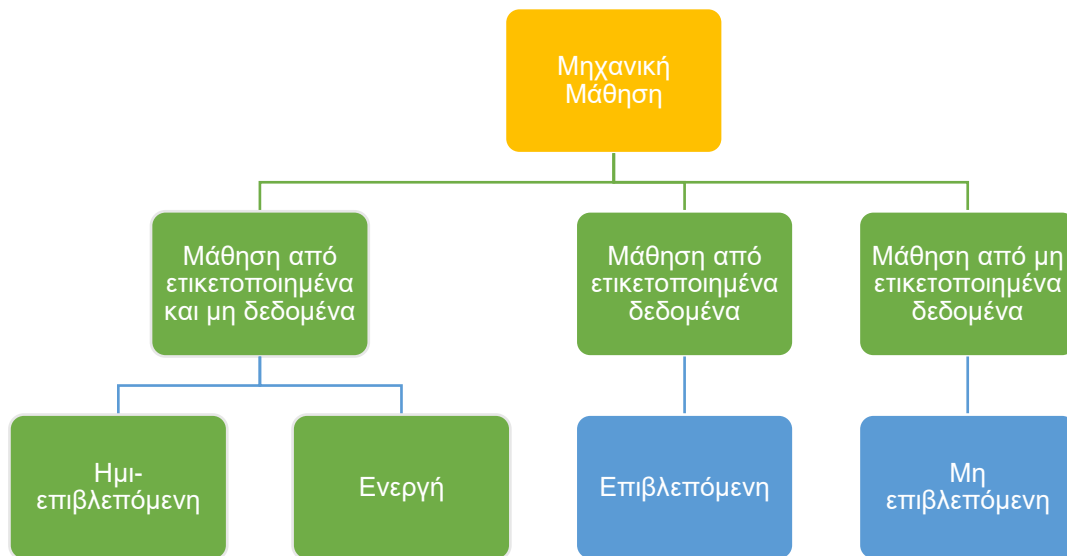 Μηχανική
Μάθηση
Μάθηση από
ετικετοποιημένα
και μη δεδομένα
Μάθηση από
ετικετοποιημένα
δεδομένα
Μάθηση από μη
ετικετοποιημένα
δεδομένα
Ημι-
επιβλεπόμενη
Ενεργή
Επιβλεπόμενη
Μη
επιβλεπόμενη